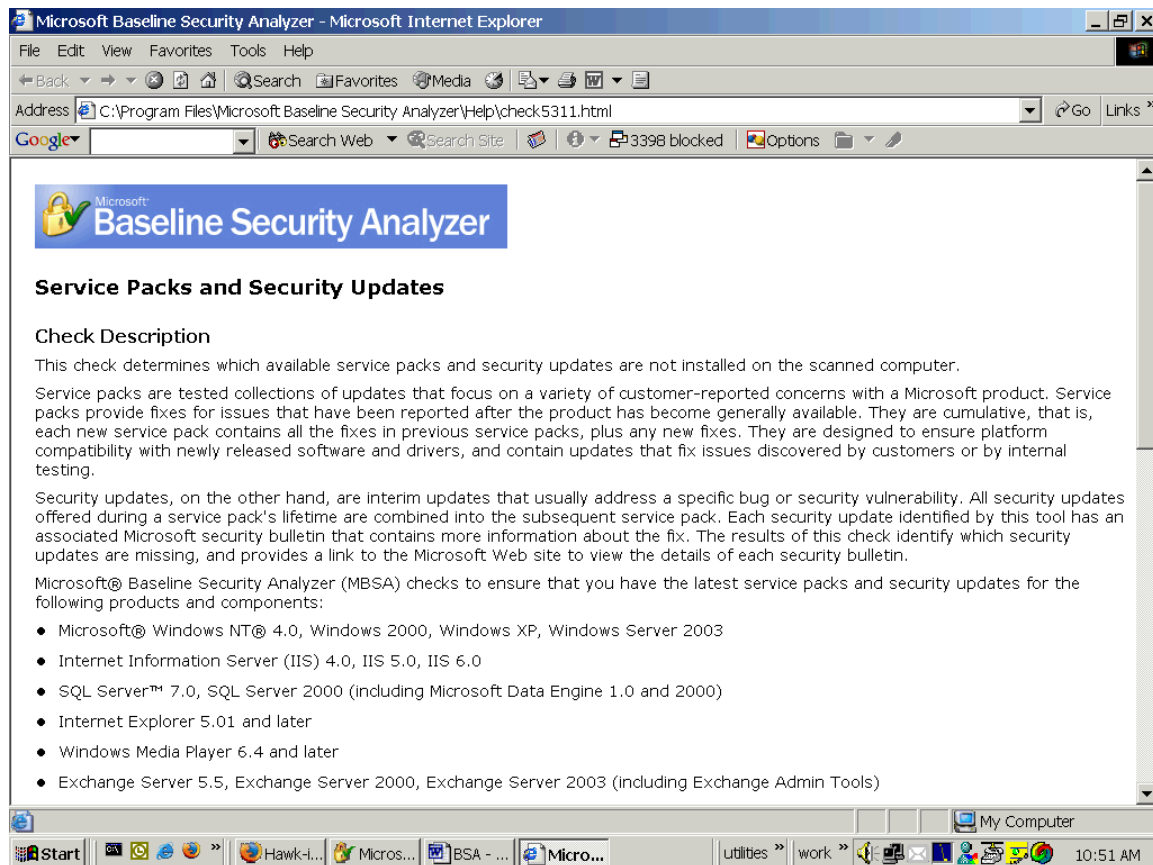 Microsoft Baseline Security Analyzer - Microsoft Internet Explorer
File Edit View Favorites Tools Help
Back Search Favorites Media
Address C:\Program Files\Microsoft Baseline Security Analyzer\Help\check5311.html Go Links »
Google Search Web Search Site 3398 blocked Options
Microsoft
Baseline Security Analyzer
Service Packs and Security Updates
Check Description
This check determines which available service packs and security updates are not installed on the scanned computer.
Service packs are tested collections of updates that focus on a variety of customer-reported concerns with a Microsoft product. Service
packs provide fixes for issues that have been reported after the product has become generally available. They are cumulative, that is,
each new service pack contains all the fixes in previous service packs, plus any new fixes. They are designed to ensure platform
compatibility with newly released software and drivers, and contain updates that fix issues discovered by customers or by internal
testing.
Security updates, on the other hand, are interim updates that usually address a specific bug or security vulnerability. All security updates
offered during a service pack's lifetime are combined into the subsequent service pack. Each security update identified by this tool has an
associated Microsoft security bulletin that contains more information about the fix. The results of this check identify which security
updates are missing, and provides a link to the Microsoft Web site to view the details of each security bulletin.
Microsoft® Baseline Security Analyzer (MBSA) checks to ensure that you have the latest service packs and security updates for the
following products and components:
● Microsoft® Windows NT® 4.0, Windows 2000, Windows XP, Windows Server 2003
● Internet Information Server (IIS) 4.0, IIS 5.0, IIS 6.0
● SQL Server™ 7.0, SQL Server 2000 (including Microsoft Data Engine 1.0 and 2000)
● Internet Explorer 5.01 and later
● Windows Media Player 6.4 and later
● Exchange Server 5.5, Exchange Server 2000, Exchange Server 2003 (including Exchange Admin Tools)
My Computer
Start » Hawk-i... Micros... BSA - ... Micro... utilities » work » 10:51 AM